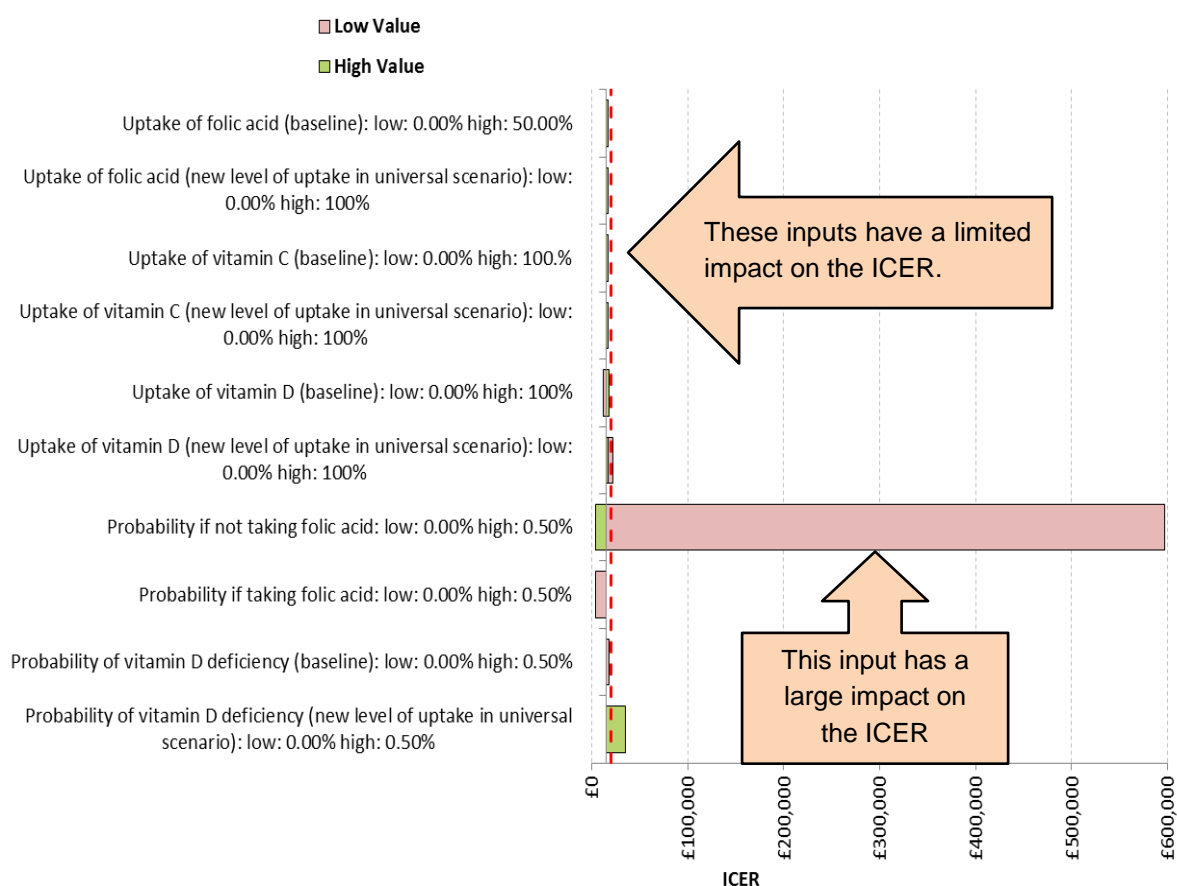 Low Value
High Value
Uptake of folic acid (baseline): low: 0.00% high: 50.00%
Uptake of folic acid (new level of uptake in universal scenario): low:
0.00% high: 100%
Uptake of vitamin C (baseline): low: 0.00% high: 100.%
Uptake of vitamin C (new level of uptake in universal scenario): low:
0.00% high: 100%
Uptake of vitamin D (baseline): low: 0.00% high: 100%
Uptake of vitamin D (new level of uptake in universal scenario): low:
0.00% high: 100%
Probability if not taking folic acid: low: 0.00% high: 0.50%
Probability if taking folic acid: low: 0.00% high: 0.50%
Probability of vitamin D deficiency (baseline): low: 0.00% high: 0.50%
Probability of vitamin D deficiency (new level of uptake in universal
scenario): low: 0.00% high: 0.50%
These inputs have a limited
impact on the ICER.
This input has a
large impact on
the ICER
£0
£100,000
£200,000
£300,000
£400,000
£500,000
£600,000
ICER